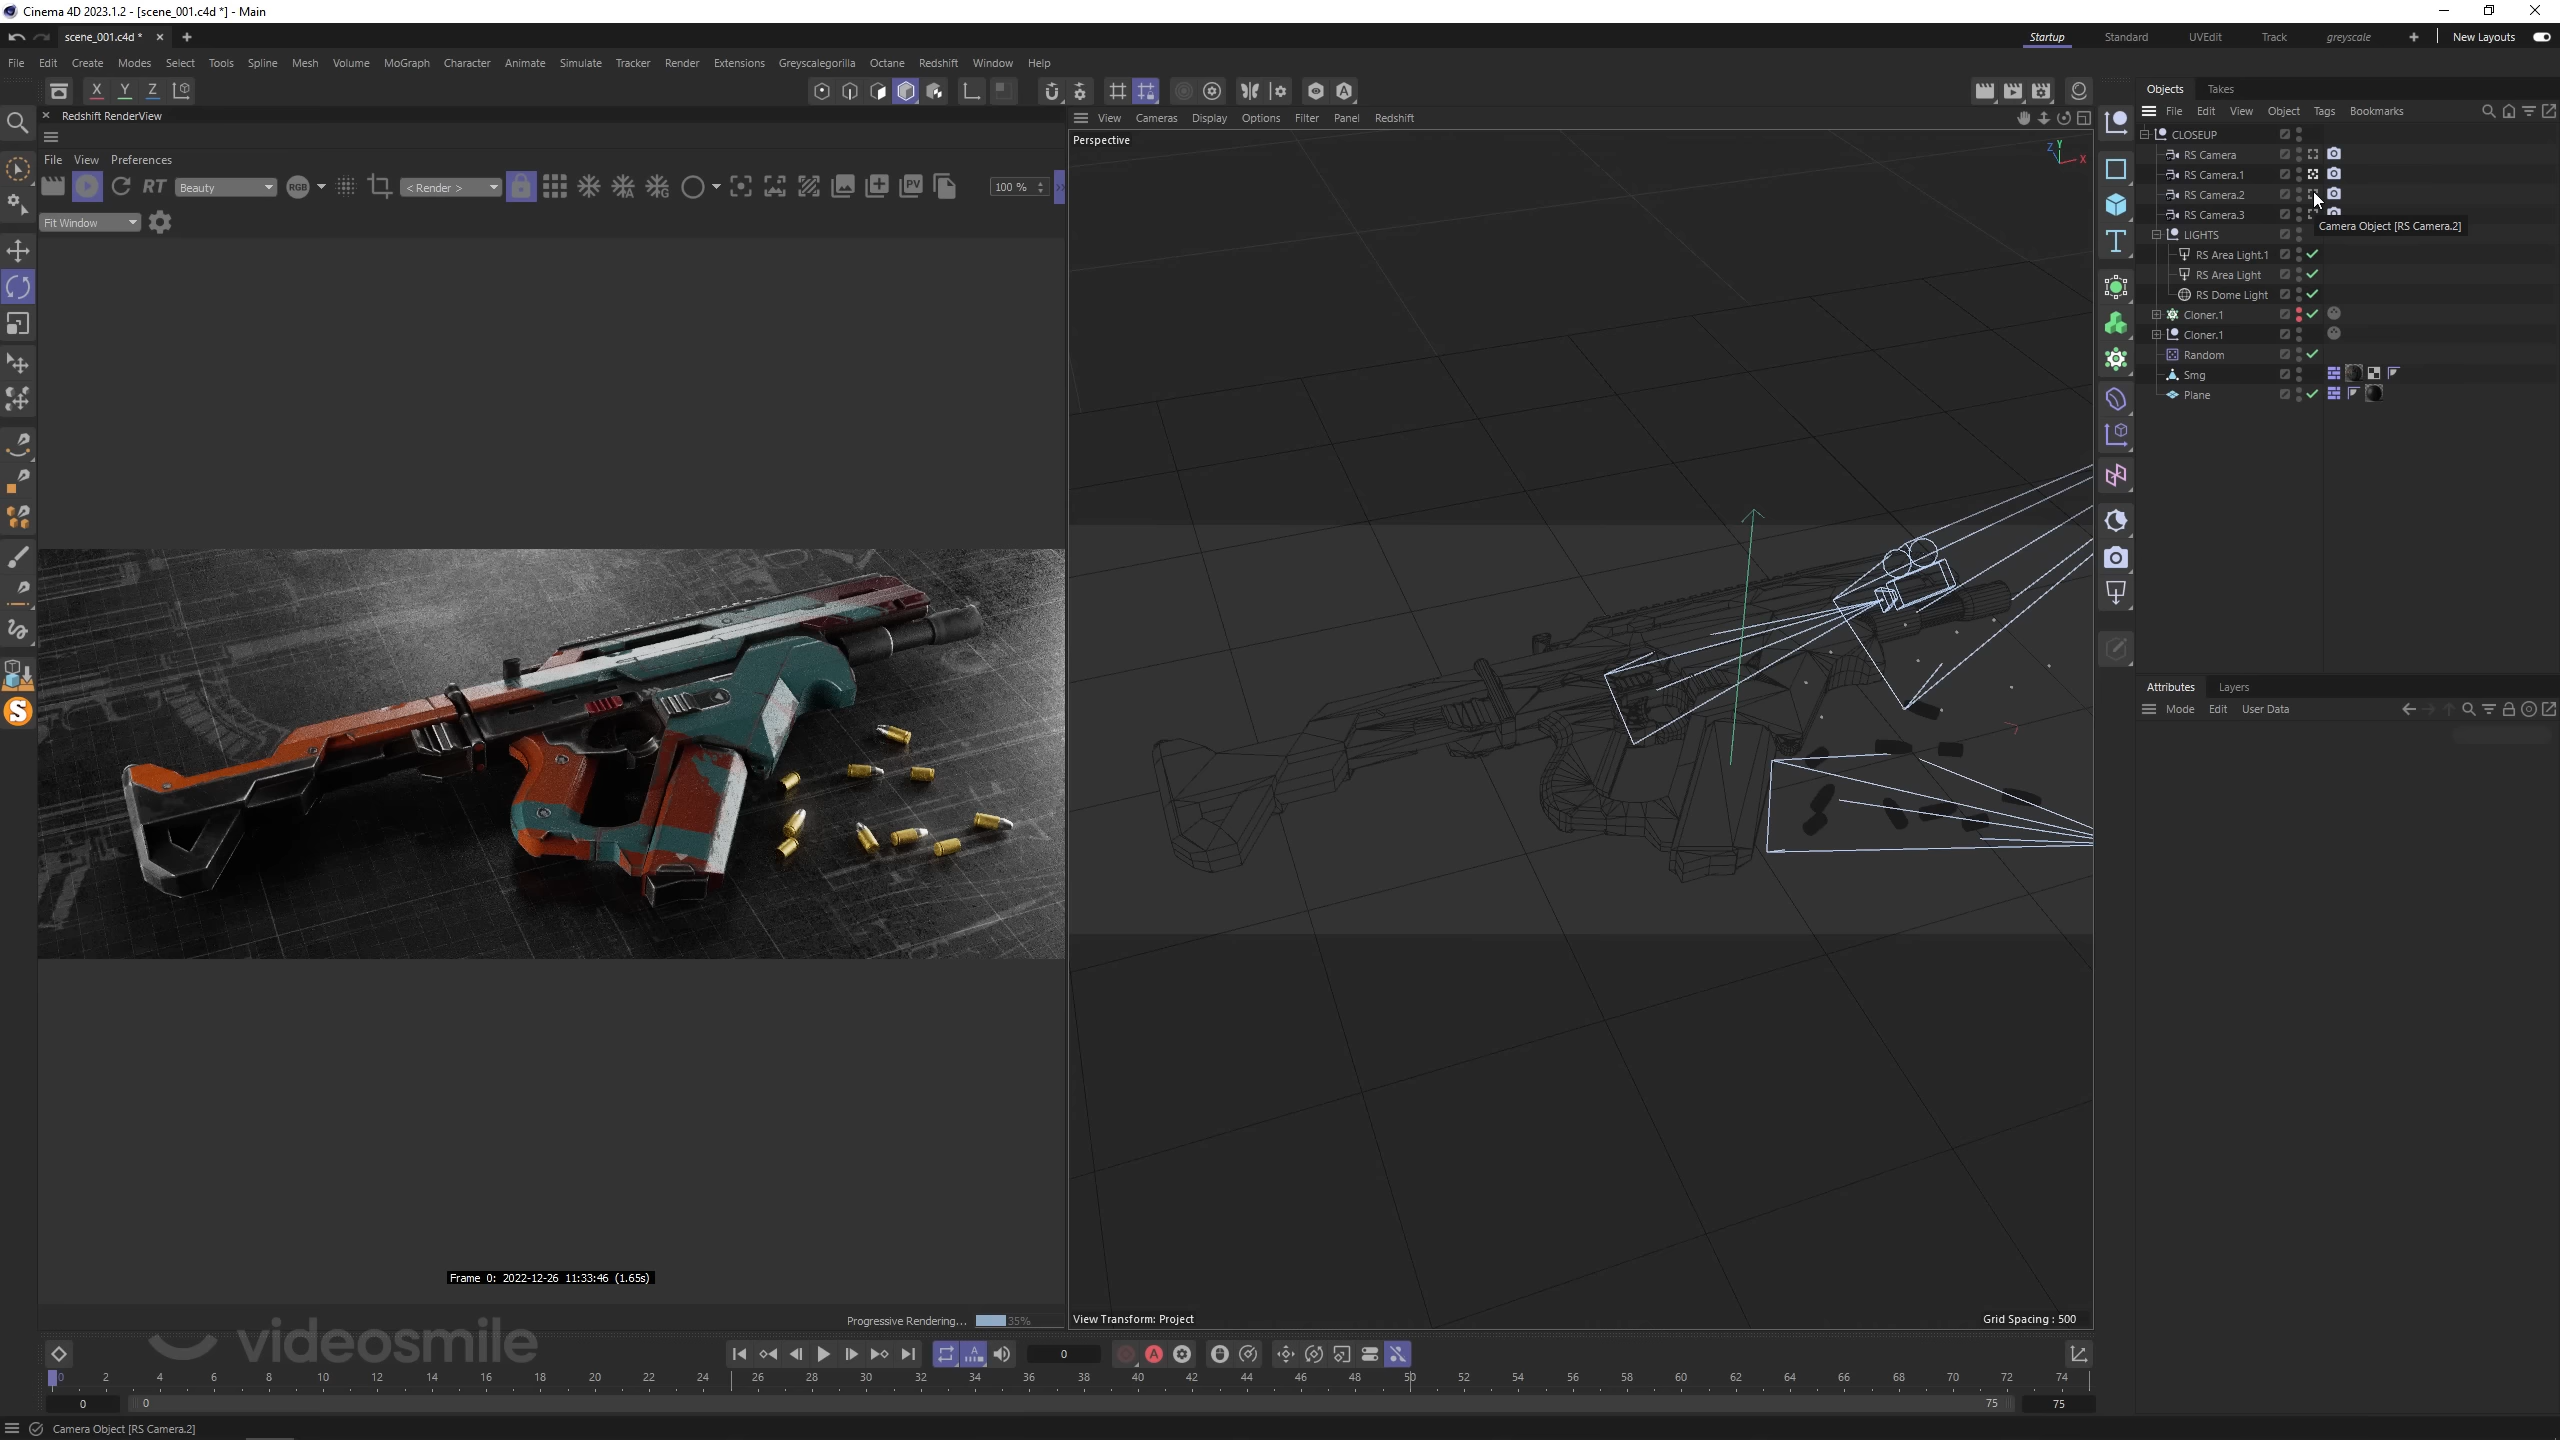 Cinema 4D 2023.1.2 - [scene_001.c4d *] - Main
scene_001.c4d *
Startup Standard UVEdit Track greyscale New Layouts
File Edit Create Modes Select Tools Spline Mesh Volume MoGraph Character Animate Simulate Tracker Render Extensions Greyscalegorilla Octane Redshift Window Help
X Y Z
Objects Takes
Redshift RenderView
View Cameras Display Options Filter Panel Redshift
File Edit View Object Tags Bookmarks
Perspective
CLOSEUP
File View Preferences
RS Camera
RS Camera.1
RT Beauty RGB < Render > PV 100 %
RS Camera.2
RS Camera.3
Camera Object [RS Camera.2]
Fit Window
LIGHTS
RS Area Light.1
RS Area Light
RS Dome Light
Cloner.1
Cloner.1
Random
Smg
Plane
Attributes Layers
Mode Edit User Data
Frame 0: 2022-12-26 11:33:46 (1.65s)
Progressive Rendering... 35%
View Transform: Project
Grid Spacing : 500
videosmile
0
0 2 4 6 8 10 12 14 16 18 20 22 24 26 28 30 32 34 36 38 40 42 44 46 48 50 52 54 56 58 60 62 64 66 68 70 72 74
0 0 75 75
Camera Object [RS Camera.2]